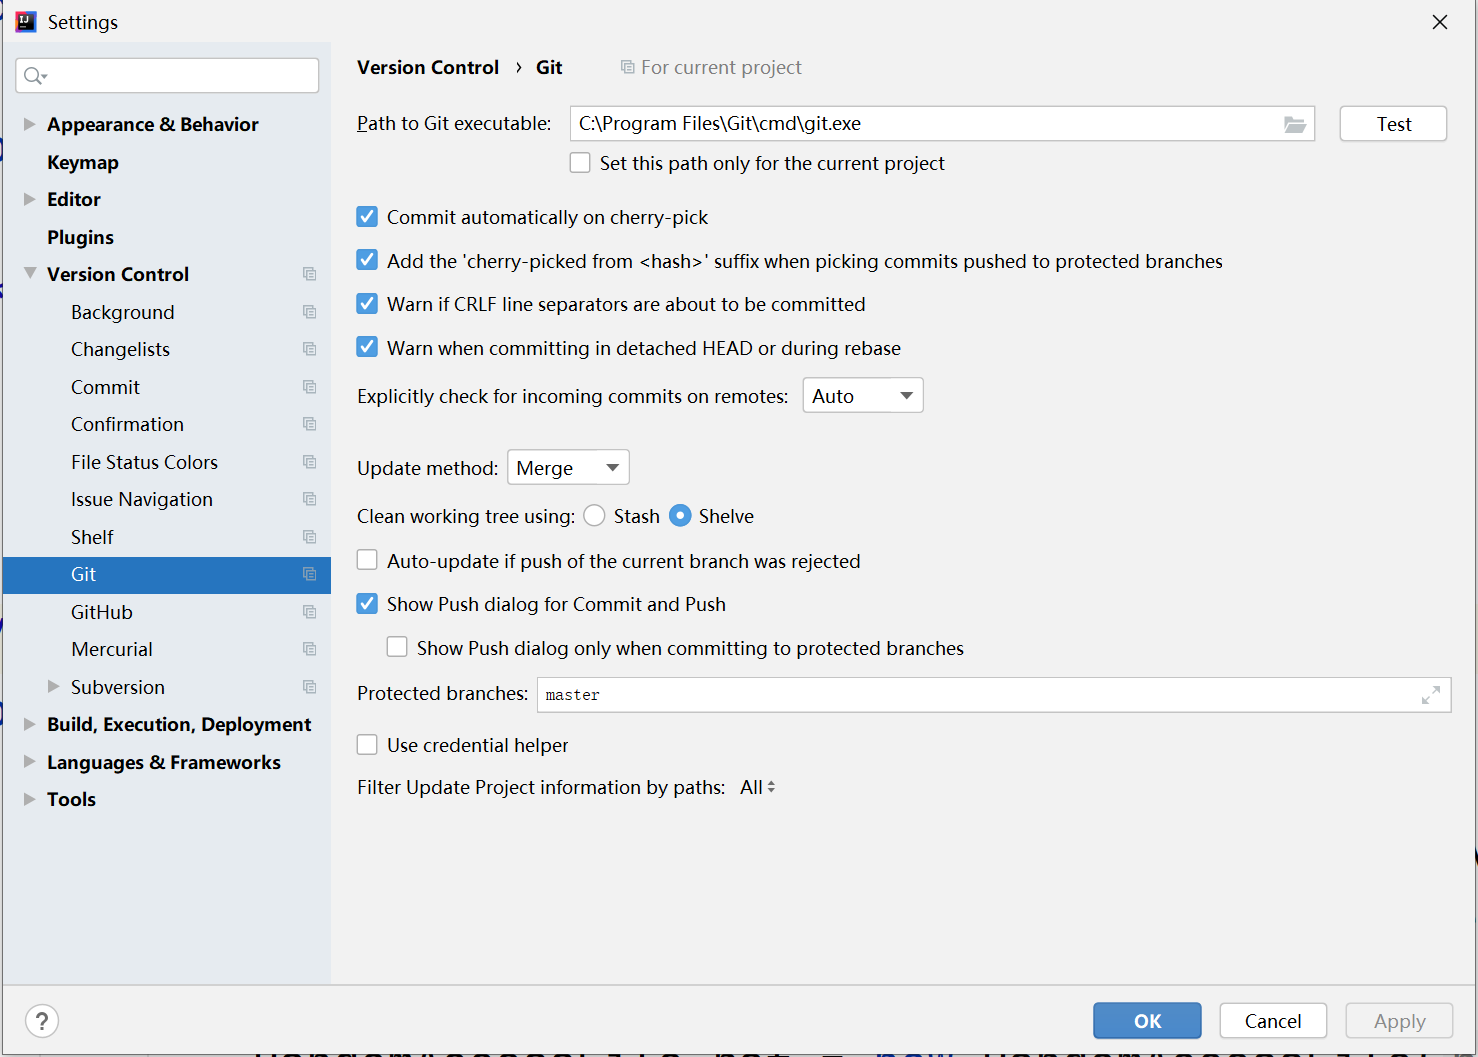 Settings
Appearance & Behavior
Keymap
Editor
Plugins
Version Control
Background
Changelists
Commit
Confirmation
File Status Colors
Issue Navigation
Shelf
Git
GitHub
Mercurial
Subversion
Build, Execution, Deployment
Languages & Frameworks
Tools
Version Control › Git For current project
Path to Git executable: C:\Program Files\Git\cmd\git.exe Test
Set this path only for the current project
Commit automatically on cherry-pick
Add the 'cherry-picked from <hash>' suffix when picking commits pushed to protected branches
Warn if CRLF line separators are about to be committed
Warn when committing in detached HEAD or during rebase
Explicitly check for incoming commits on remotes: Auto
Update method: Merge
Clean working tree using: Stash Shelve
Auto-update if push of the current branch was rejected
Show Push dialog for Commit and Push
Show Push dialog only when committing to protected branches
Protected branches: master
Use credential helper
Filter Update Project information by paths: All
? OK Cancel Apply